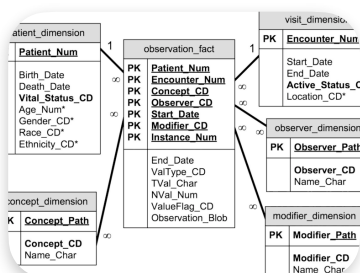 atient_dimension
Patient_Num
Birth_Date
Death_Date
Vital_Status_CD
Age_Num*
Gender_CD*
Race_CD*
Ethnicity_CD*
concept_dimension
K Concept_Path
Concept_CD
Name_Char
1
∞
∞
observation_fact
PK Patient_Num
PK Encounter_Num
PK Concept_CD
PK Observer_CD
PK Start_Date
PK Modifier_CD
PK Instance_Num
End_Date
ValType_CD
TVal_Char
NVal_Num
ValueFlag_CD
Observation_Blob
1
∞
∞
∞
∞
∞
∞
visit_dimension
PK Encounter_Num
Start_Date
End_Date
Active_Status_C
Location_CD*
observer_dimension
PK Observer_Path
Observer_CD
Name_Char
modifier_dimension
PK Modifier_Path
Modifier_CD
Name_Char